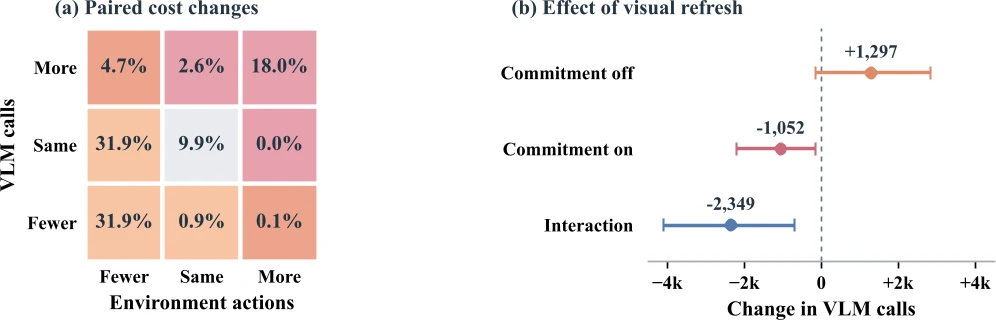 (a) Paired cost changes
VLM calls
More
4.7%
2.6%
18.0%
Same
31.9%
9.9%
0.0%
Fewer
31.9%
0.9%
0.1%
Fewer
Same
More
Environment actions
(b) Effect of visual refresh
Commitment off
+1,297
Commitment on
-1,052
Interaction
-2,349
−4k
−2k
0
+2k
+4k
Change in VLM calls